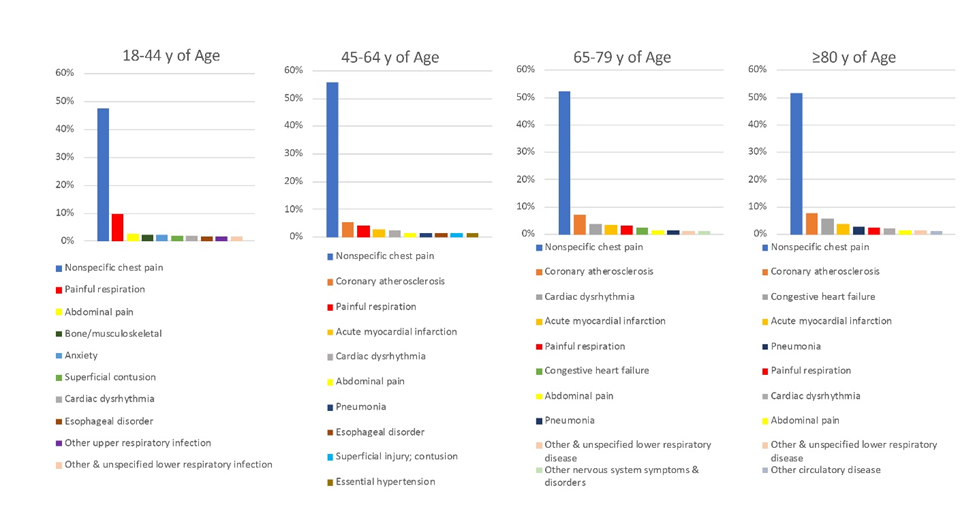 18-44 y of Age
60%
50%
40%
30%
20%
10%
0%
Nonspecific chest pain
Painful respiration
Abdominal pain
Bone/musculoskeletal
Anxiety
Superficial contusion
Cardiac dysrhythmia
Esophageal disorder
Other upper respiratory infection
Other & unspecified lower respiratory infection
45-64 y of Age
60%
50%
40%
30%
20%
10%
0%
Nonspecific chest pain
Coronary atherosclerosis
Painful respiration
Acute myocardial infarction
Cardiac dysrhythmia
Abdominal pain
Pneumonia
Esophageal disorder
Superficial injury; contusion
Essential hypertension
65-79 y of Age
60%
50%
40%
30%
20%
10%
0%
Nonspecific chest pain
Coronary atherosclerosis
Cardiac dysrhythmia
Acute myocardial infarction
Painful respiration
Congestive heart failure
Abdominal pain
Pneumonia
Other & unspecified lower respiratory
disease
Other nervous system symptoms &
disorders
≥80 y of Age
60%
50%
40%
30%
20%
10%
0%
Nonspecific chest pain
Coronary atherosclerosis
Congestive heart failure
Acute myocardial infarction
Pneumonia
Painful respiration
Cardiac dysrhythmia
Abdominal pain
Other & unspecified lower respiratory
disease
Other circulatory disease